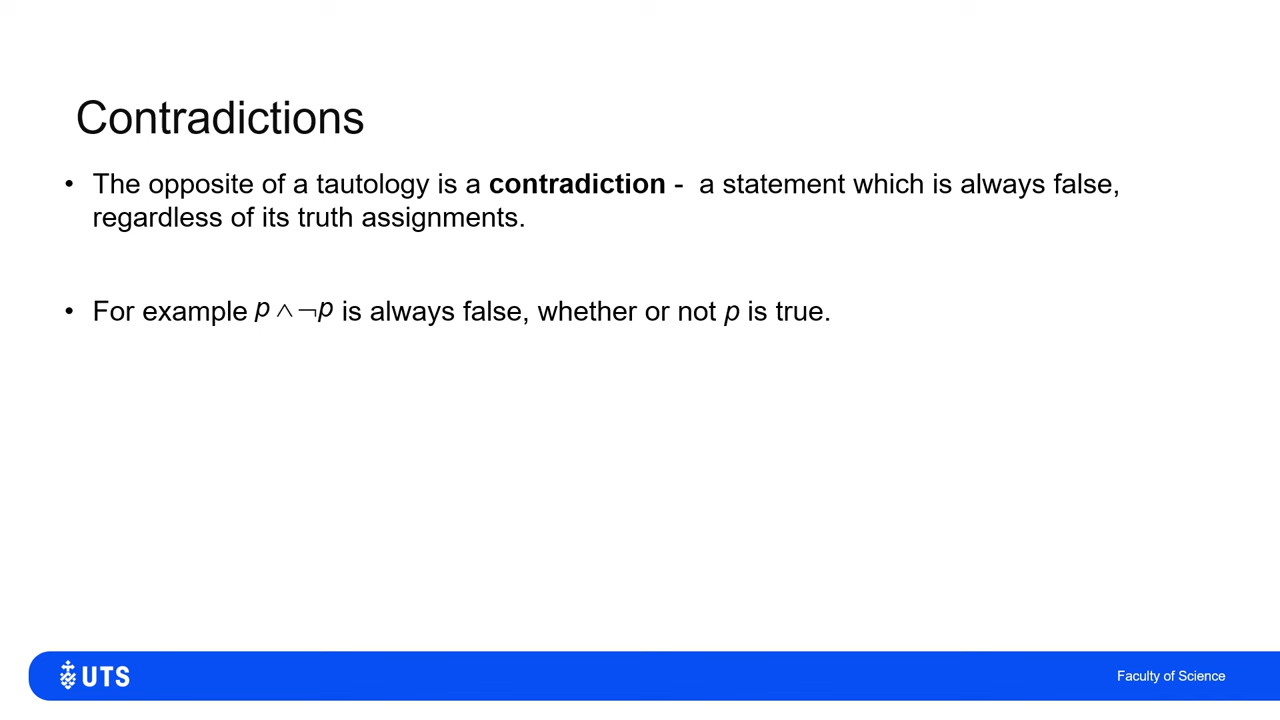 Contradictions
• The opposite of a tautology is a contradiction - a statement which is always false,
regardless of its truth assignments.
• For example p ∧ ¬p is always false, whether or not p is true.
UTS
Faculty of Science